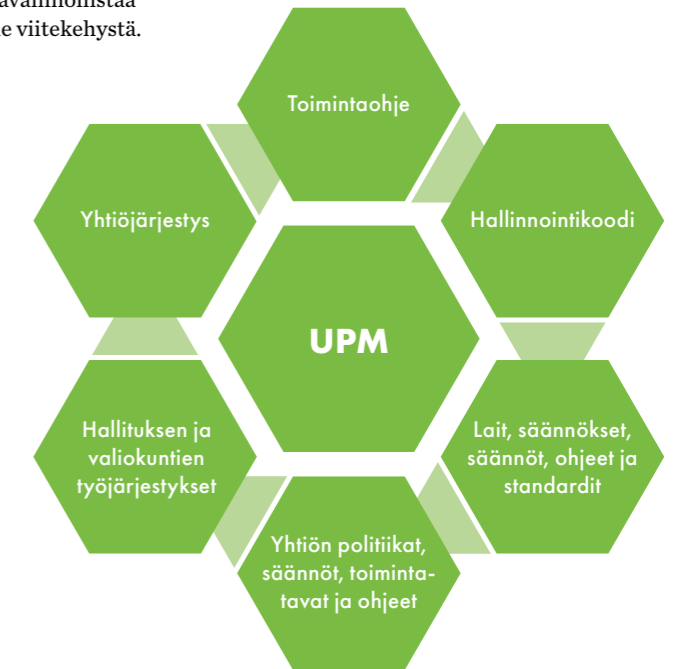 e viitekehystä.
Toimintaohje
Yhtiöjärjestys
Hallinnointikoodi
UPM
Hallituksen ja
valiokuntien
työjärjestykset
Lait, säännökset,
säännöt, ohjeet ja
standardit
Yhtiön politiikat,
säännöt, toiminta-
tavat ja ohjeet